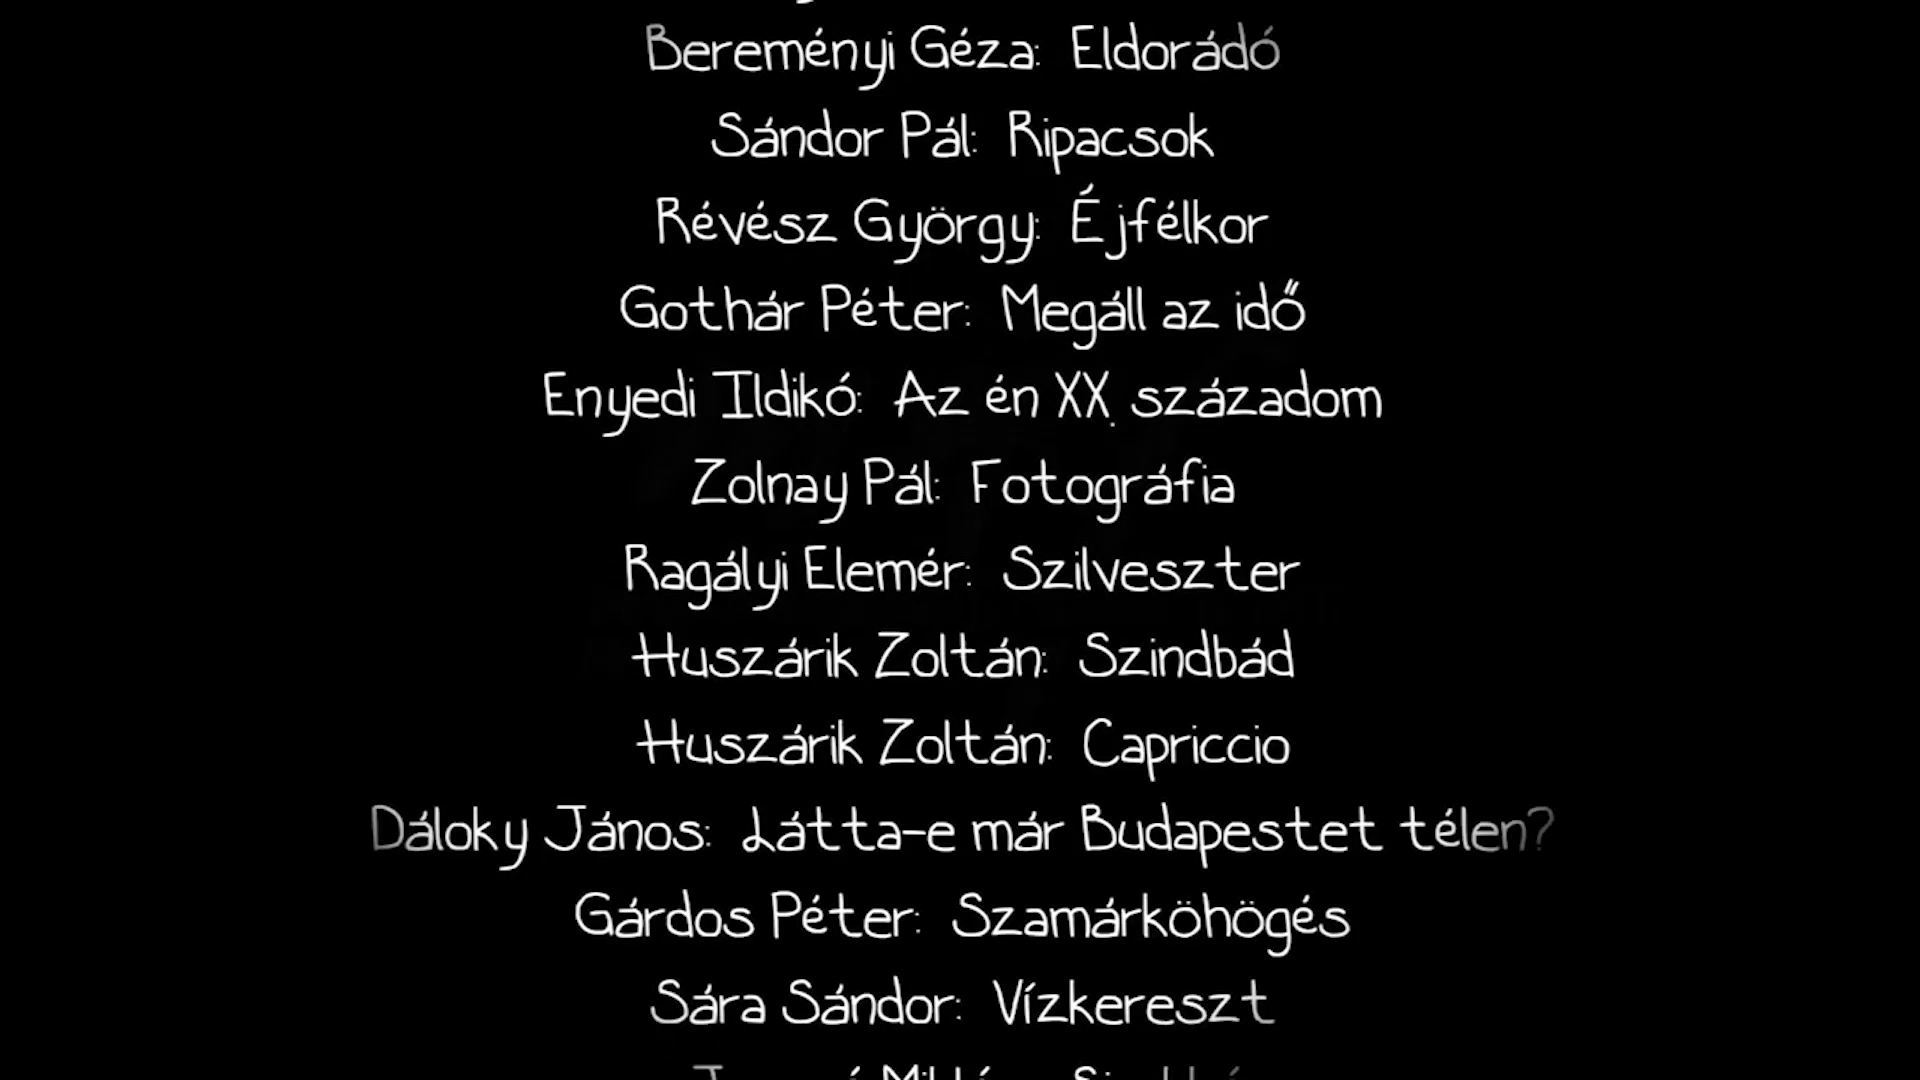 Bereményi Géza: Eldorádó
Sándor Pál: Ripacsok
Révész György: Éjfélkor
Gothár Péter: Megáll az idő
Enyedi Ildikó: Az én XX. századom
Zolnay Pál: Fotográfia
Ragályi Elemér: Szilveszter
Huszárik Zoltán: Szindbád
Huszárik Zoltán: Capriccio
Dáloky János: Látta-e már Budapestet télen?
Gárdos Péter: Szamárköhögés
Sára Sándor: Vízkereszt